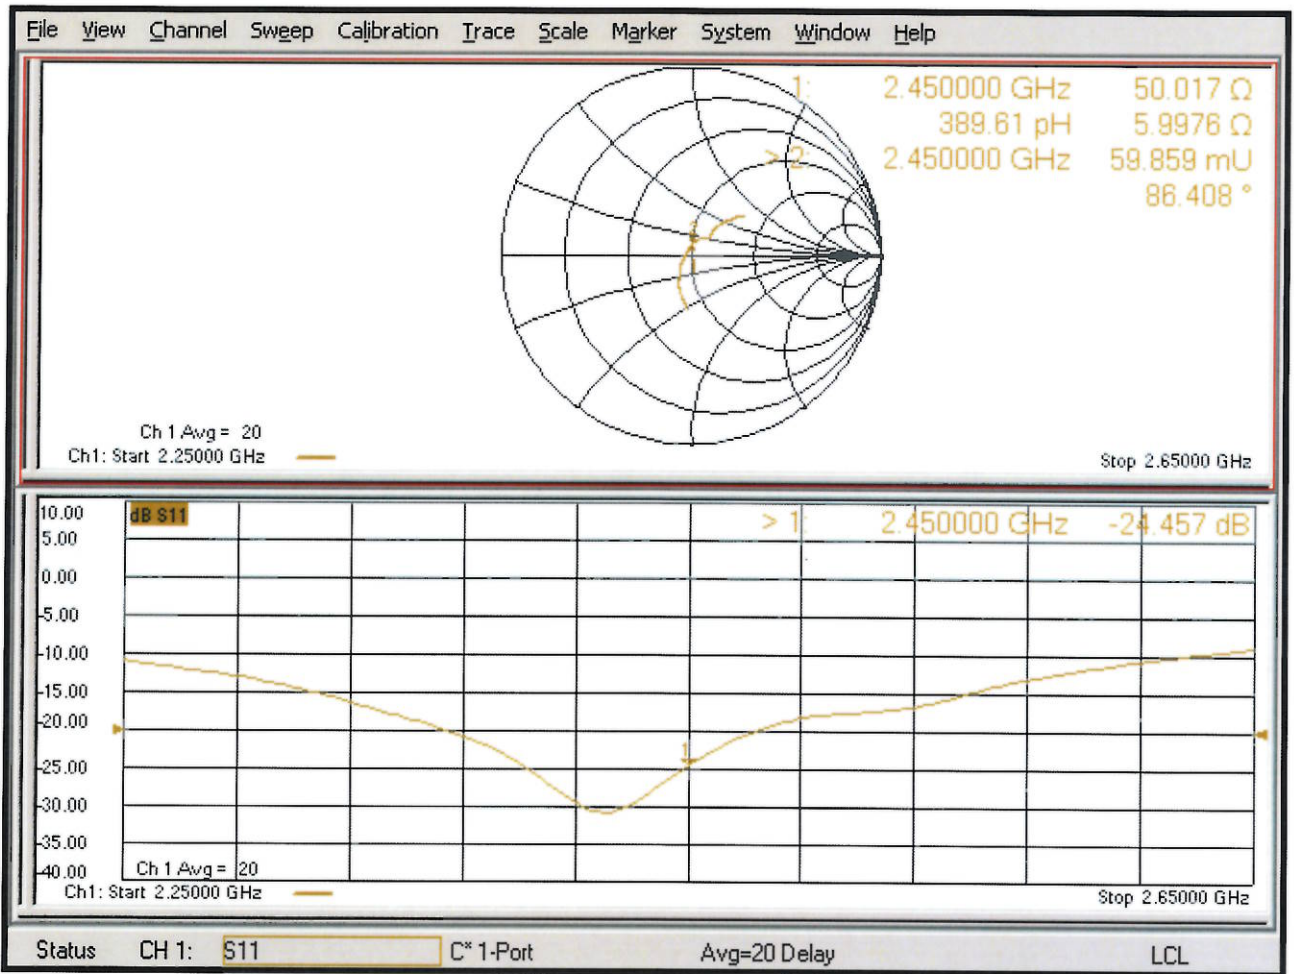 File View Channel Sweep Calibration Trace Scale Marker System Window Help
1: 2.450000 GHz 50.017 Ω
389.61 pH 5.9976 Ω
> 2: 2.450000 GHz 59.859 mU
86.408 °
Ch 1 Avg = 20
Ch1: Start 2.25000 GHz
Stop 2.65000 GHz
10.00
dB S11
> 1: 2.450000 GHz -24.457 dB
5.00
0.00
-5.00
-10.00
-15.00
-20.00
1
-25.00
-30.00
-35.00
-40.00
Ch 1 Avg = 20
Ch1: Start 2.25000 GHz
Stop 2.65000 GHz
Status CH 1: S11 C* 1-Port Avg=20 Delay LCL